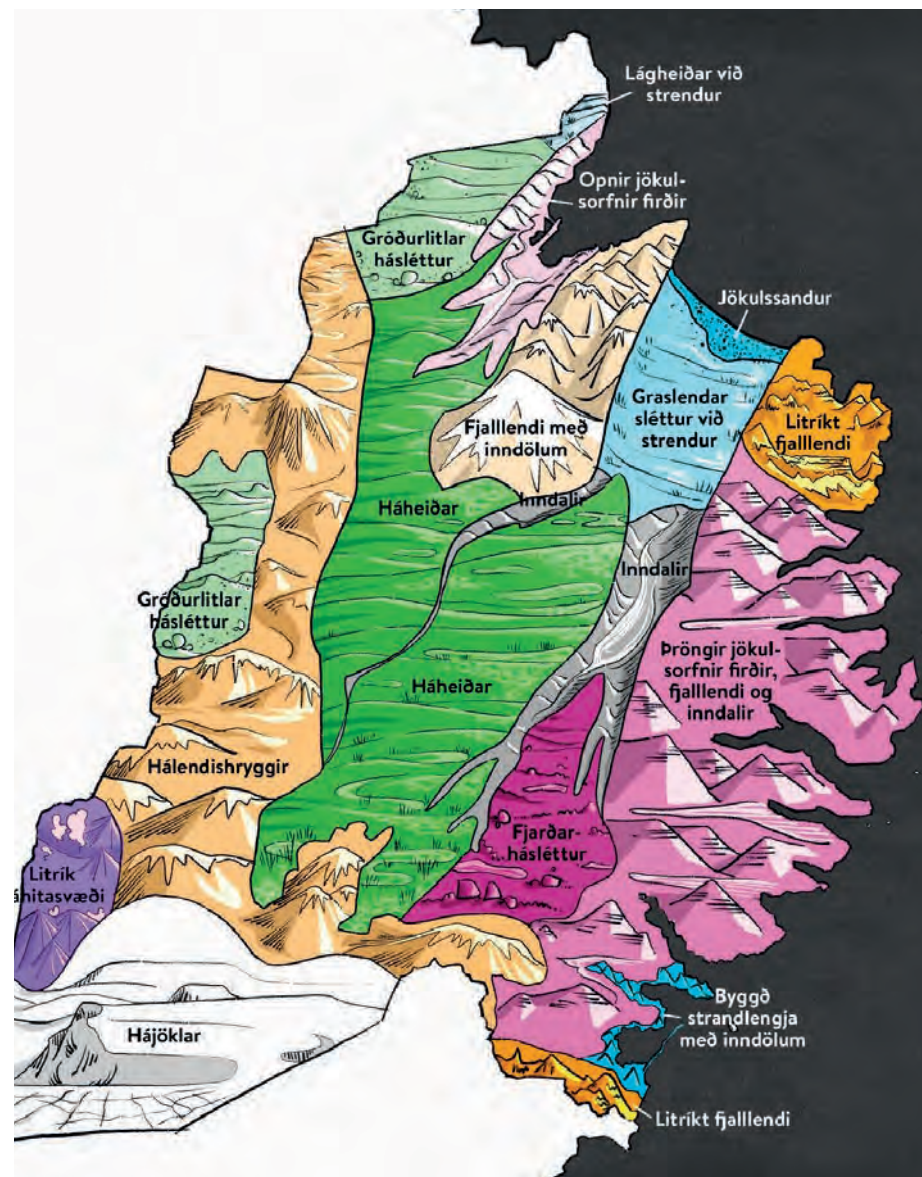 Lágheiðar við
strendur
Opnir jökul-
sorfnir firðir
Gróðurlitlar
hásléttur
Jökulssandur
Graslendar
sléttur við
strendur
Litríkt
fjalllendi
Fjalllendi með
inndölum
Inndalir
Háheiðar
Inndalir
Gróðurlitlar
hásléttur
Þröngir jökul-
sorfnir firðir,
fjalllendi og
inndalir
Háheiðar
Hálendishryggir
Fjarðar-
hásléttur
Litrík
áhitasvæði
Byggð
strandlengja
með inndölum
Hájöklar
Litríkt fjalllendi